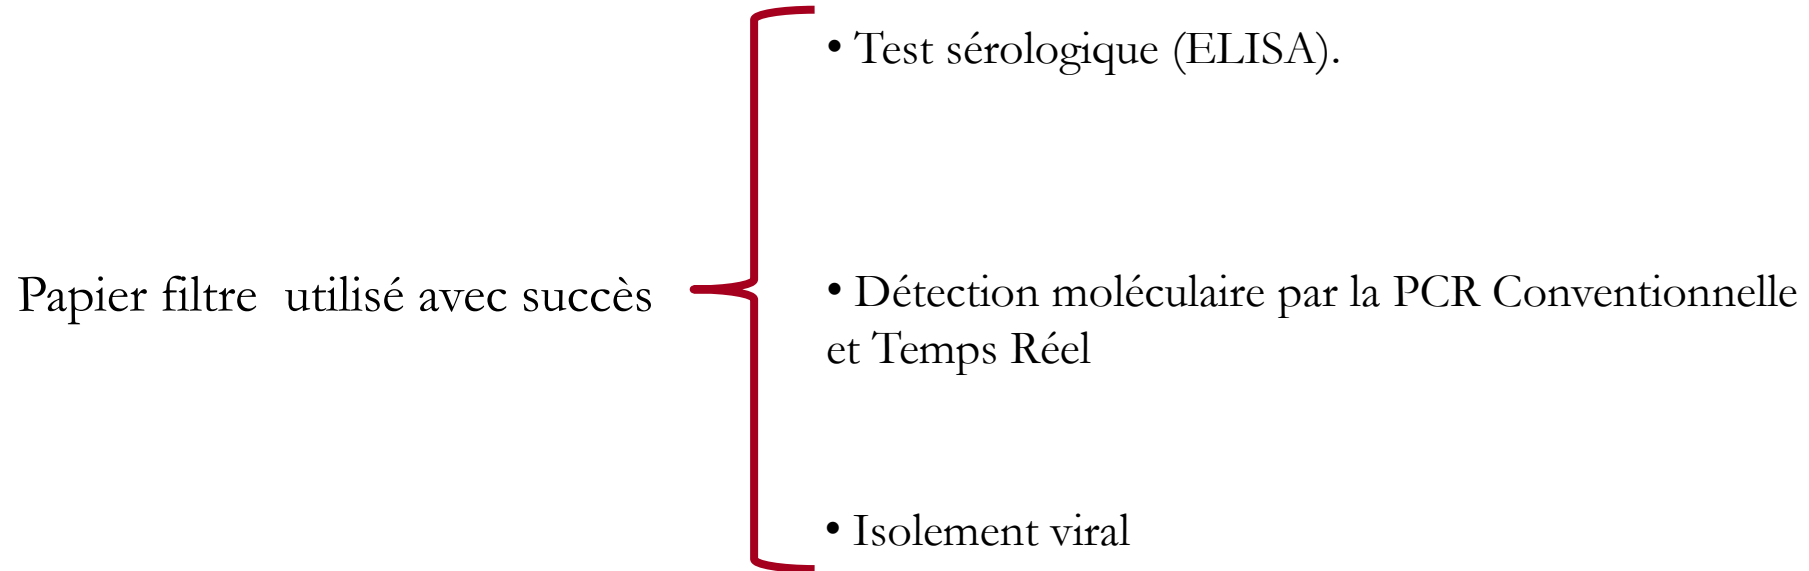 • Test sérologique (ELISA).
Papier filtre utilisé avec succès
• Détection moléculaire par la PCR Conventionnelle
et Temps Réel
• Isolement viral